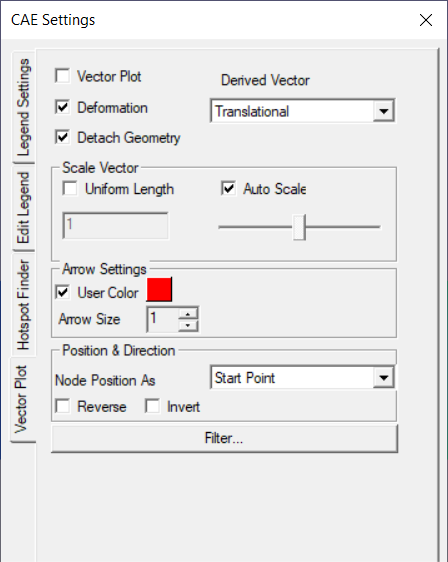 CAE Settings
Legend Settings
Edit Legend
Hotspot Finder
Vector Plot
Vector Plot
Derived Vector
Deformation
Translational
Detach Geometry
Scale Vector
Uniform Length
Auto Scale
1
Arrow Settings
User Color
Arrow Size
1
Position & Direction
Node Position As
Start Point
Reverse
Invert
Filter...